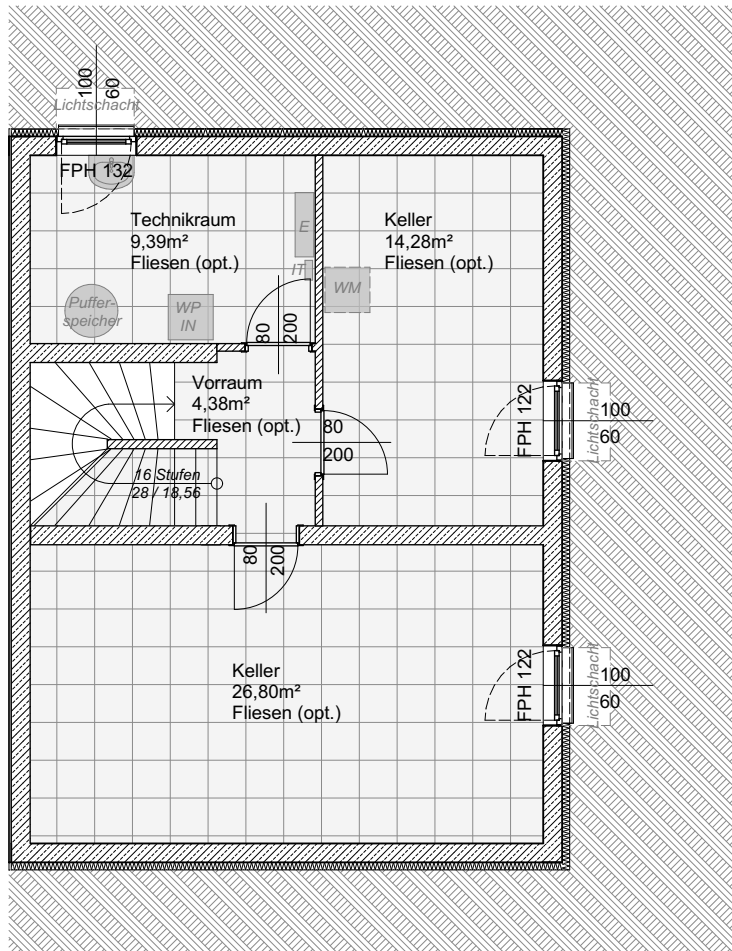 100
60
Lichtschacht
FPH 132
Technikraum
9,39m²
Fliesen (opt.)
E
IT
Puffer-
speicher
WP
IN
80
200
Keller
14,28m²
Fliesen (opt.)
WM
Vorraum
4,38m²
Fliesen (opt.)
80
200
FPH 122
Lichtschacht
100
60
16 Stufen
28 / 18,56
80
200
Keller
26,80m²
Fliesen (opt.)
FPH 122
Lichtschacht
100
60